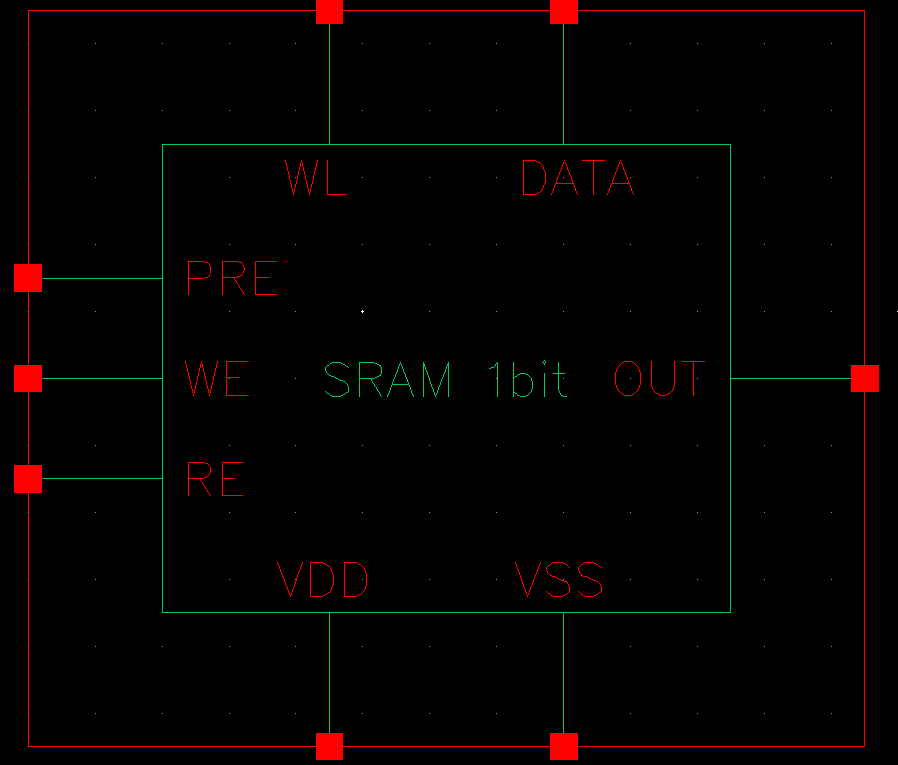 WL DATA
PRE
WE SRAM 1bit OUT
RE
VDD VSS